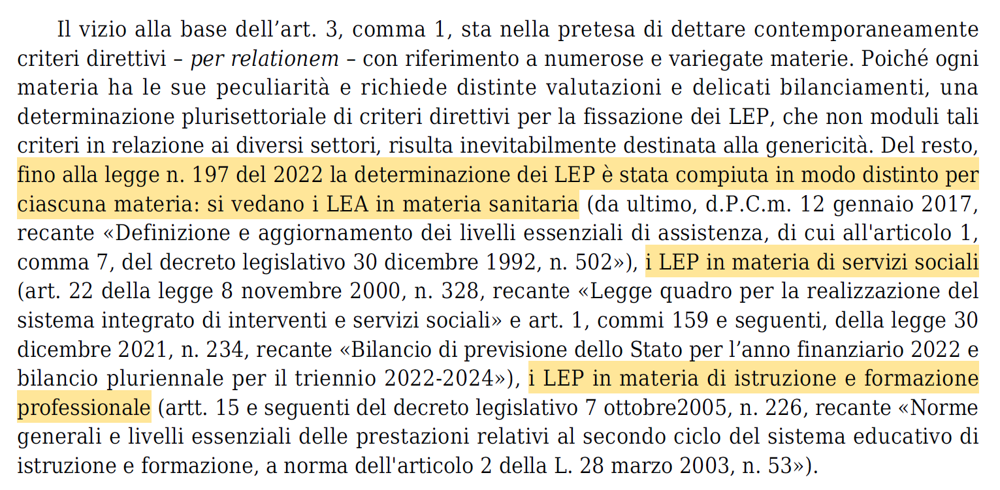 Il vizio alla base dell’art. 3, comma 1, sta nella pretesa di dettare contemporaneamente
criteri direttivi – per relationem – con riferimento a numerose e variegate materie. Poiché ogni
materia ha le sue peculiarità e richiede distinte valutazioni e delicati bilanciamenti, una
determinazione plurisettoriale di criteri direttivi per la fissazione dei LEP, che non moduli tali
criteri in relazione ai diversi settori, risulta inevitabilmente destinata alla genericità. Del resto,
fino alla legge n. 197 del 2022 la determinazione dei LEP è stata compiuta in modo distinto per
ciascuna materia: si vedano i LEA in materia sanitaria (da ultimo, d.P.C.m. 12 gennaio 2017,
recante «Definizione e aggiornamento dei livelli essenziali di assistenza, di cui all'articolo 1,
comma 7, del decreto legislativo 30 dicembre 1992, n. 502»), i LEP in materia di servizi sociali
(art. 22 della legge 8 novembre 2000, n. 328, recante «Legge quadro per la realizzazione del
sistema integrato di interventi e servizi sociali» e art. 1, commi 159 e seguenti, della legge 30
dicembre 2021, n. 234, recante «Bilancio di previsione dello Stato per l’anno finanziario 2022 e
bilancio pluriennale per il triennio 2022-2024»), i LEP in materia di istruzione e formazione
professionale (artt. 15 e seguenti del decreto legislativo 7 ottobre2005, n. 226, recante «Norme
generali e livelli essenziali delle prestazioni relativi al secondo ciclo del sistema educativo di
istruzione e formazione, a norma dell'articolo 2 della L. 28 marzo 2003, n. 53»).